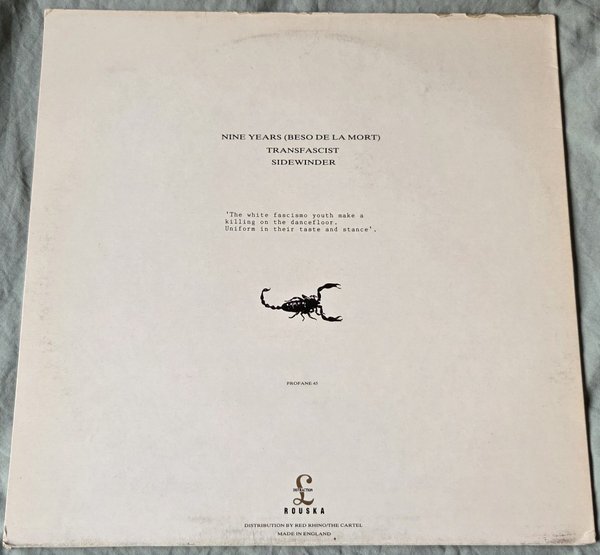 NINE YEARS (BESO DE LA MORT)
TRANSFASCIST
SIDEWINDER
'The white fascismo youth make a
killing on the dancefloor.
Uniform in their taste and stance'.
PROFANE 45
DISTRACTION
£
ROUSKA
DISTRIBUTION BY RED RHINO/THE CARTEL
MADE IN ENGLAND